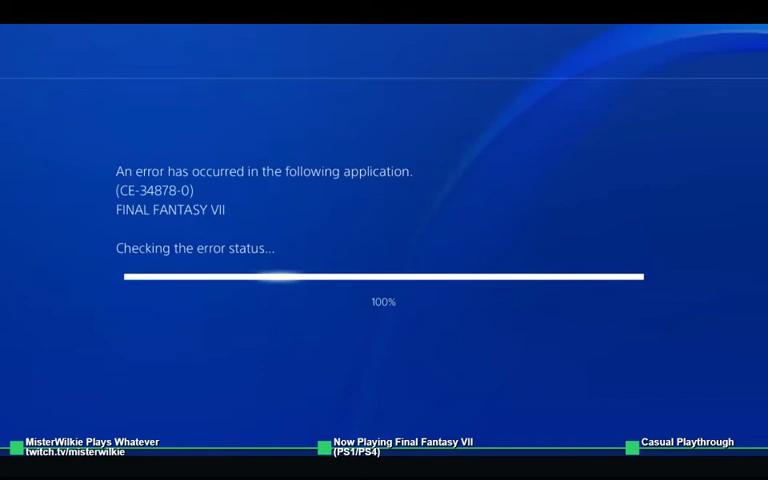 An error has occurred in the following application.
(CE-34878-0)
FINAL FANTASY VII
Checking the error status...
100%
MisterWilkie Plays Whatever
twitch.tv/misterwilkie
Now Playing Final Fantasy VII
(PS1/PS4)
Casual Playthrough